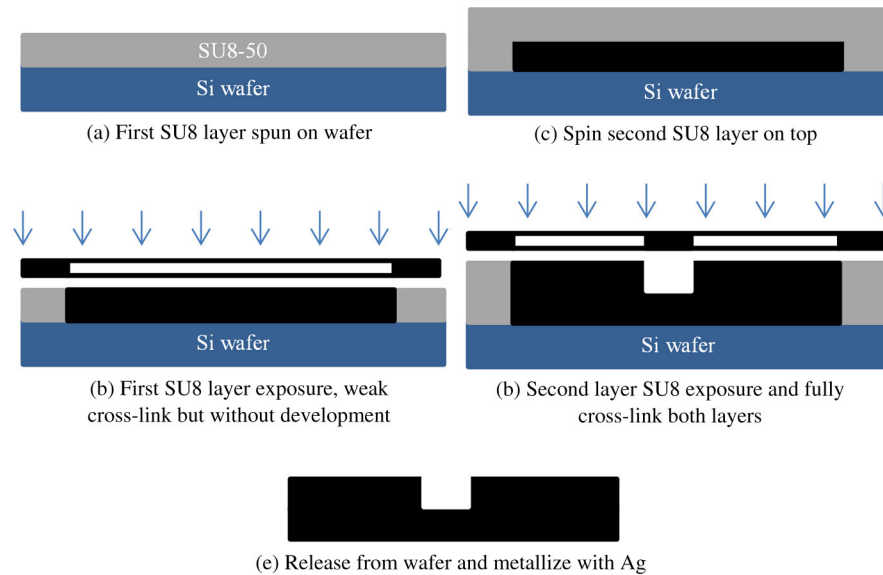 SU8-50
Si wafer
(a) First SU8 layer spun on wafer
Si wafer
(c) Spin second SU8 layer on top
Si wafer
(b) First SU8 layer exposure, weak
cross-link but without development
Si wafer
(b) Second layer SU8 exposure and fully
cross-link both layers
(e) Release from wafer and metallize with Ag